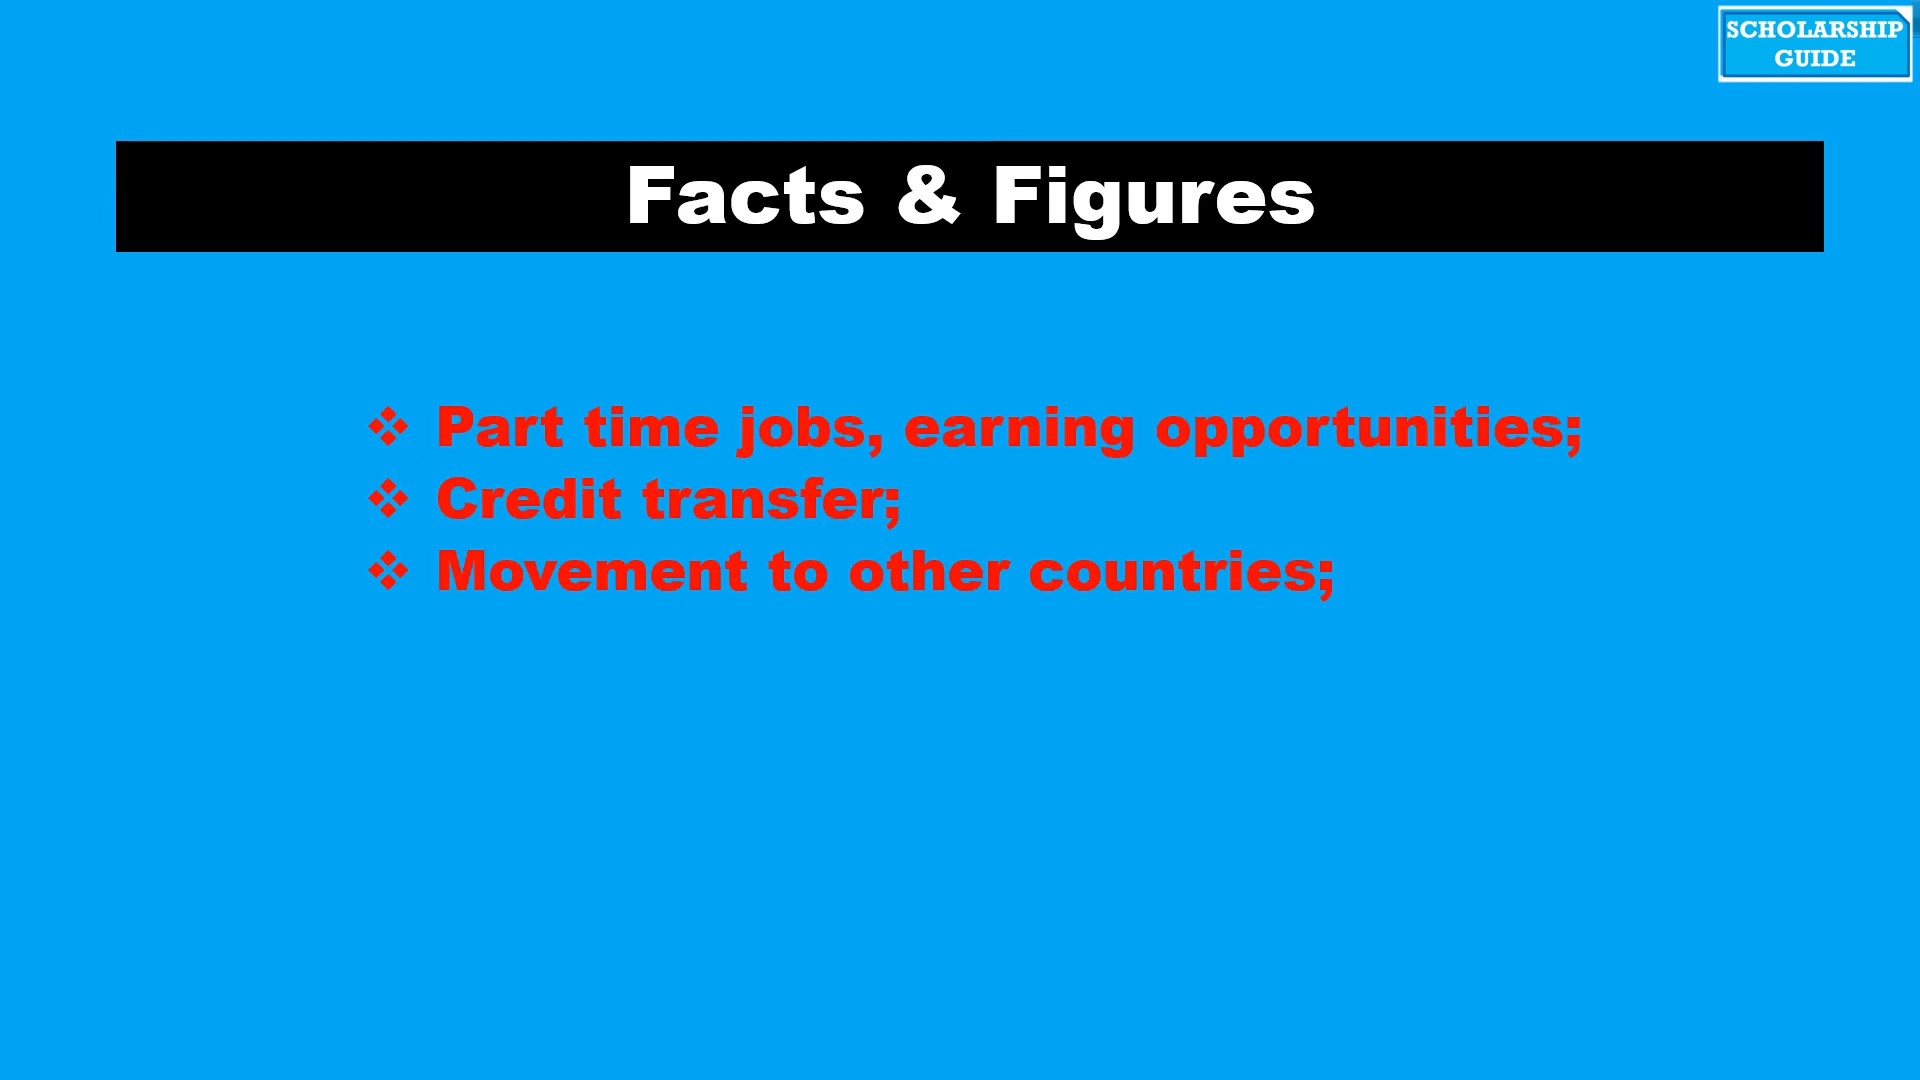 SCHOLARSHIP
GUIDE
Facts & Figures
❖ Part time jobs, earning opportunities;
❖ Credit transfer;
❖ Movement to other countries;